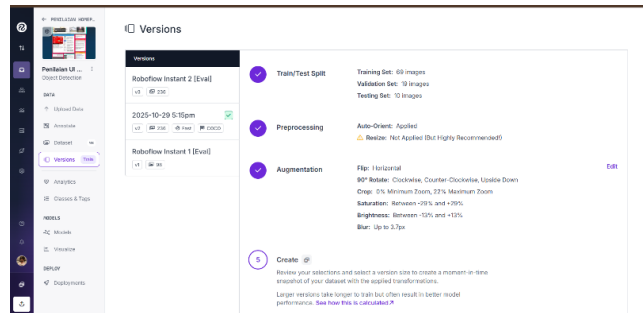 ← PENILAIAN HOMEP…
Versions
Penilaian UI ...
Object Detection
DATA
Upload Data
Annotate
Dataset
Versions
Train
Analytics
Classes & Tags
MODELS
Models
Visualize
DEPLOY
Deployments
Versions
Roboflow Instant 2 [Eval]
v3 236
2025-10-29 5:15pm
v2 236 Fast COCO
Roboflow Instant 1 [Eval]
v1 98
Train/Test Split
Training Set: 69 images
Validation Set: 19 images
Testing Set: 10 images
Preprocessing
Auto-Orient: Applied
Resize: Not Applied (But Highly Recommended!)
Augmentation
Edit
Flip: Horizontal
90° Rotate: Clockwise, Counter-Clockwise, Upside Down
Crop: 0% Minimum Zoom, 22% Maximum Zoom
Saturation: Between -29% and +29%
Brightness: Between -13% and +13%
Blur: Up to 3.7px
5 Create
Review your selections and select a version size to create a moment-in-time
snapshot of your dataset with the applied transformations.
Larger versions take longer to train but often result in better model
performance. See how this is calculated